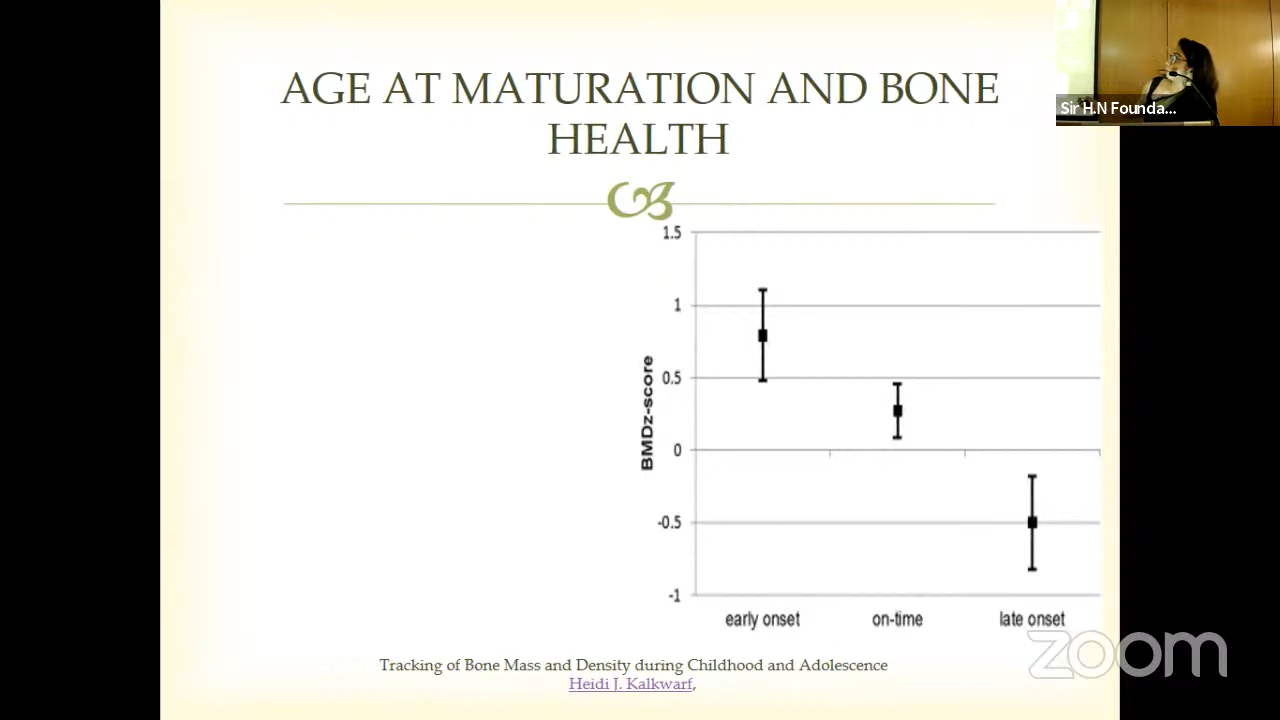 AGE AT MATURATION AND BONE
HEALTH
Sir H.N Founda...
1.5
1
0.5
0
-0.5
-1
BMDz-score
early onset on-time late onset
zoom
Tracking of Bone Mass and Density during Childhood and Adolescence
Heidi J. Kalkwarf,